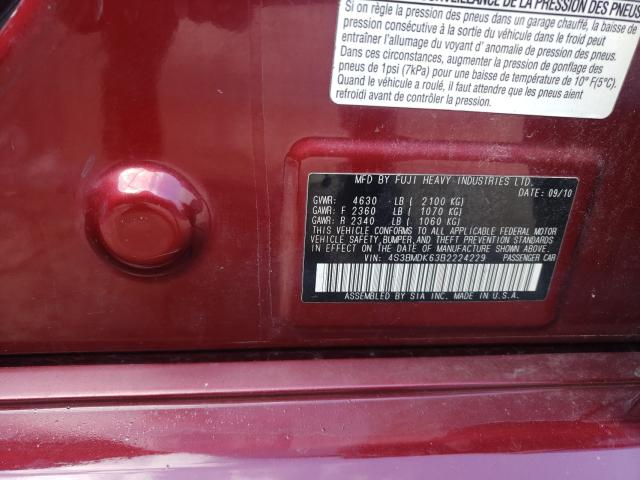 SURVEILLANCE DE LA PRESSION DES PNEUS
Si on règle la pression des pneus dans un garage chauffé, la baisse de
pression consécutive à la sortie du véhicule dans le froid peut
entraîner l'allumage du voyant d' anomalie de pression des pneus.
Dans ces circonstances, augmenter la pression de gonflage des
pneus de 1psi (7kPa) pour une baisse de température de 10°F(5°C).
Quand le véhicule a roulé, il faut attendre que les pneus aient
refroidi avant de contrôler la pression.
MFD BY FUJI HEAVY INDUSTRIES LTD.
DATE: 09/10
GVWR: 4630 LB ( 2100 KG)
GAWR: F 2360 LB ( 1070 KG)
GAWR: R 2340 LB ( 1060 KG)
THIS VEHICLE CONFORMS TO ALL APPLICABLE FEDERAL MOTOR
VEHICLE SAFETY,BUMPER,AND THEFT PREVENTION STANDARDS
IN EFFECT ON THE DATE OF MANUFACTURE SHOWN ABOVE.
VIN: 4S3BMDK63B2224229 PASSENGER CAR
ASSEMBLED BY SIA INC. IN U.S.A.